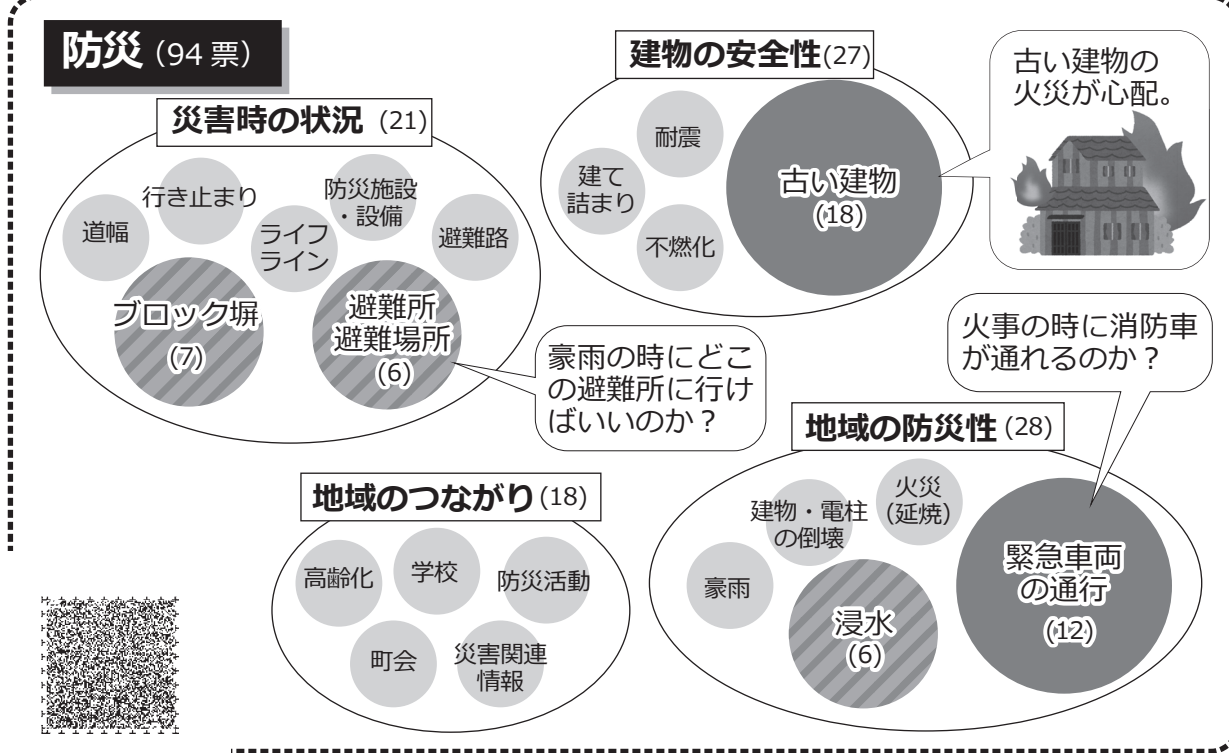 防災（94 票）
災害時の状況 (21)
道幅
行き止まり
ライフ
ライン
防災施設
・設備
避難路
ブロック塀
(7)
避難所
避難場所
(6)
豪雨の時にどこ
の避難所に行け
ばいいのか？
建物の安全性(27)
耐震
建て
詰まり
不燃化
古い建物
(18)
古い建物の
火災が心配。
地域のつながり(18)
高齢化
学校
防災活動
町会
災害関連
情報
地域の防災性 (28)
豪雨
建物・電柱
の倒壊
火災
(延焼)
浸水
(6)
緊急車両
の通行
(12)
火事の時に消防車
が通れるのか？